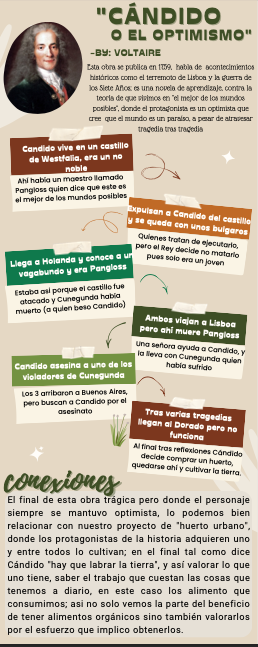 "CÁNDIDO
O EL OPTIMISMO"
-BY: VOLTAIRE
Esta obra se publica en 1759, habla de acontecimientos
históricos como el terremoto de Lisboa y la guerra de
los Siete Años; es una novela de aprendizaje, contra la
teoría de que vivimos en "el mejor de los mundos
posibles", donde el protagonista es un optimista que
cree que el mundo es un paraíso, a pesar de atravesar
tragedia tras tragedia
Candido vive en un castillo
de Westfalia, era un no
noble
Ahí había un maestro llamado
Pangloss quien dice que este es
el mejor de los mundos posibles
Expulsan a Candido del castillo
y se queda con unos bulgaros
Quienes tratan de ejecutarlo,
pero el Rey decide no matarlo
pues solo era un joven
Llega a Holanda y conoce a un
vagabundo y era Pangloss
Estaba así porque el castillo fue
atacado y Cunegunda había
muerto (a quien beso Candido)
Ambos viajan a Lisboa
pero ahí muere Pangloss
Una señora ayuda a Candido, y
la lleva con Cunegunda quien
había sufrido
Candido asesina a uno de los
violadores de Cunegunda
Los 3 arribaron a Buenos Aires,
pero buscan a Candido por el
asesinato
Tras varias tragedias
llegan al Dorado pero no
funciona
Al final tras reflexiones Cándido
decide comprar un huerto,
quedarse ahí y cultivar la tierra.
conexiones
El final de esta obra trágica pero donde el personaje
siempre se mantuvo optimista, lo podemos bien
relacionar con nuestro proyecto de "huerto urbano",
donde los protagonistas de la historia adquieren uno
y entre todos lo cultivan; en el final tal como dice
Cándido "hay que labrar la tierra", y así valorar lo que
uno tiene, saber el trabajo que cuestan las cosas que
tenemos a diario, en este caso los alimento que
consumimos; asi no solo vemos la parte del beneficio
de tener alimentos orgánicos sino también valorarlos
por el esfuerzo que implico obtenerlos.